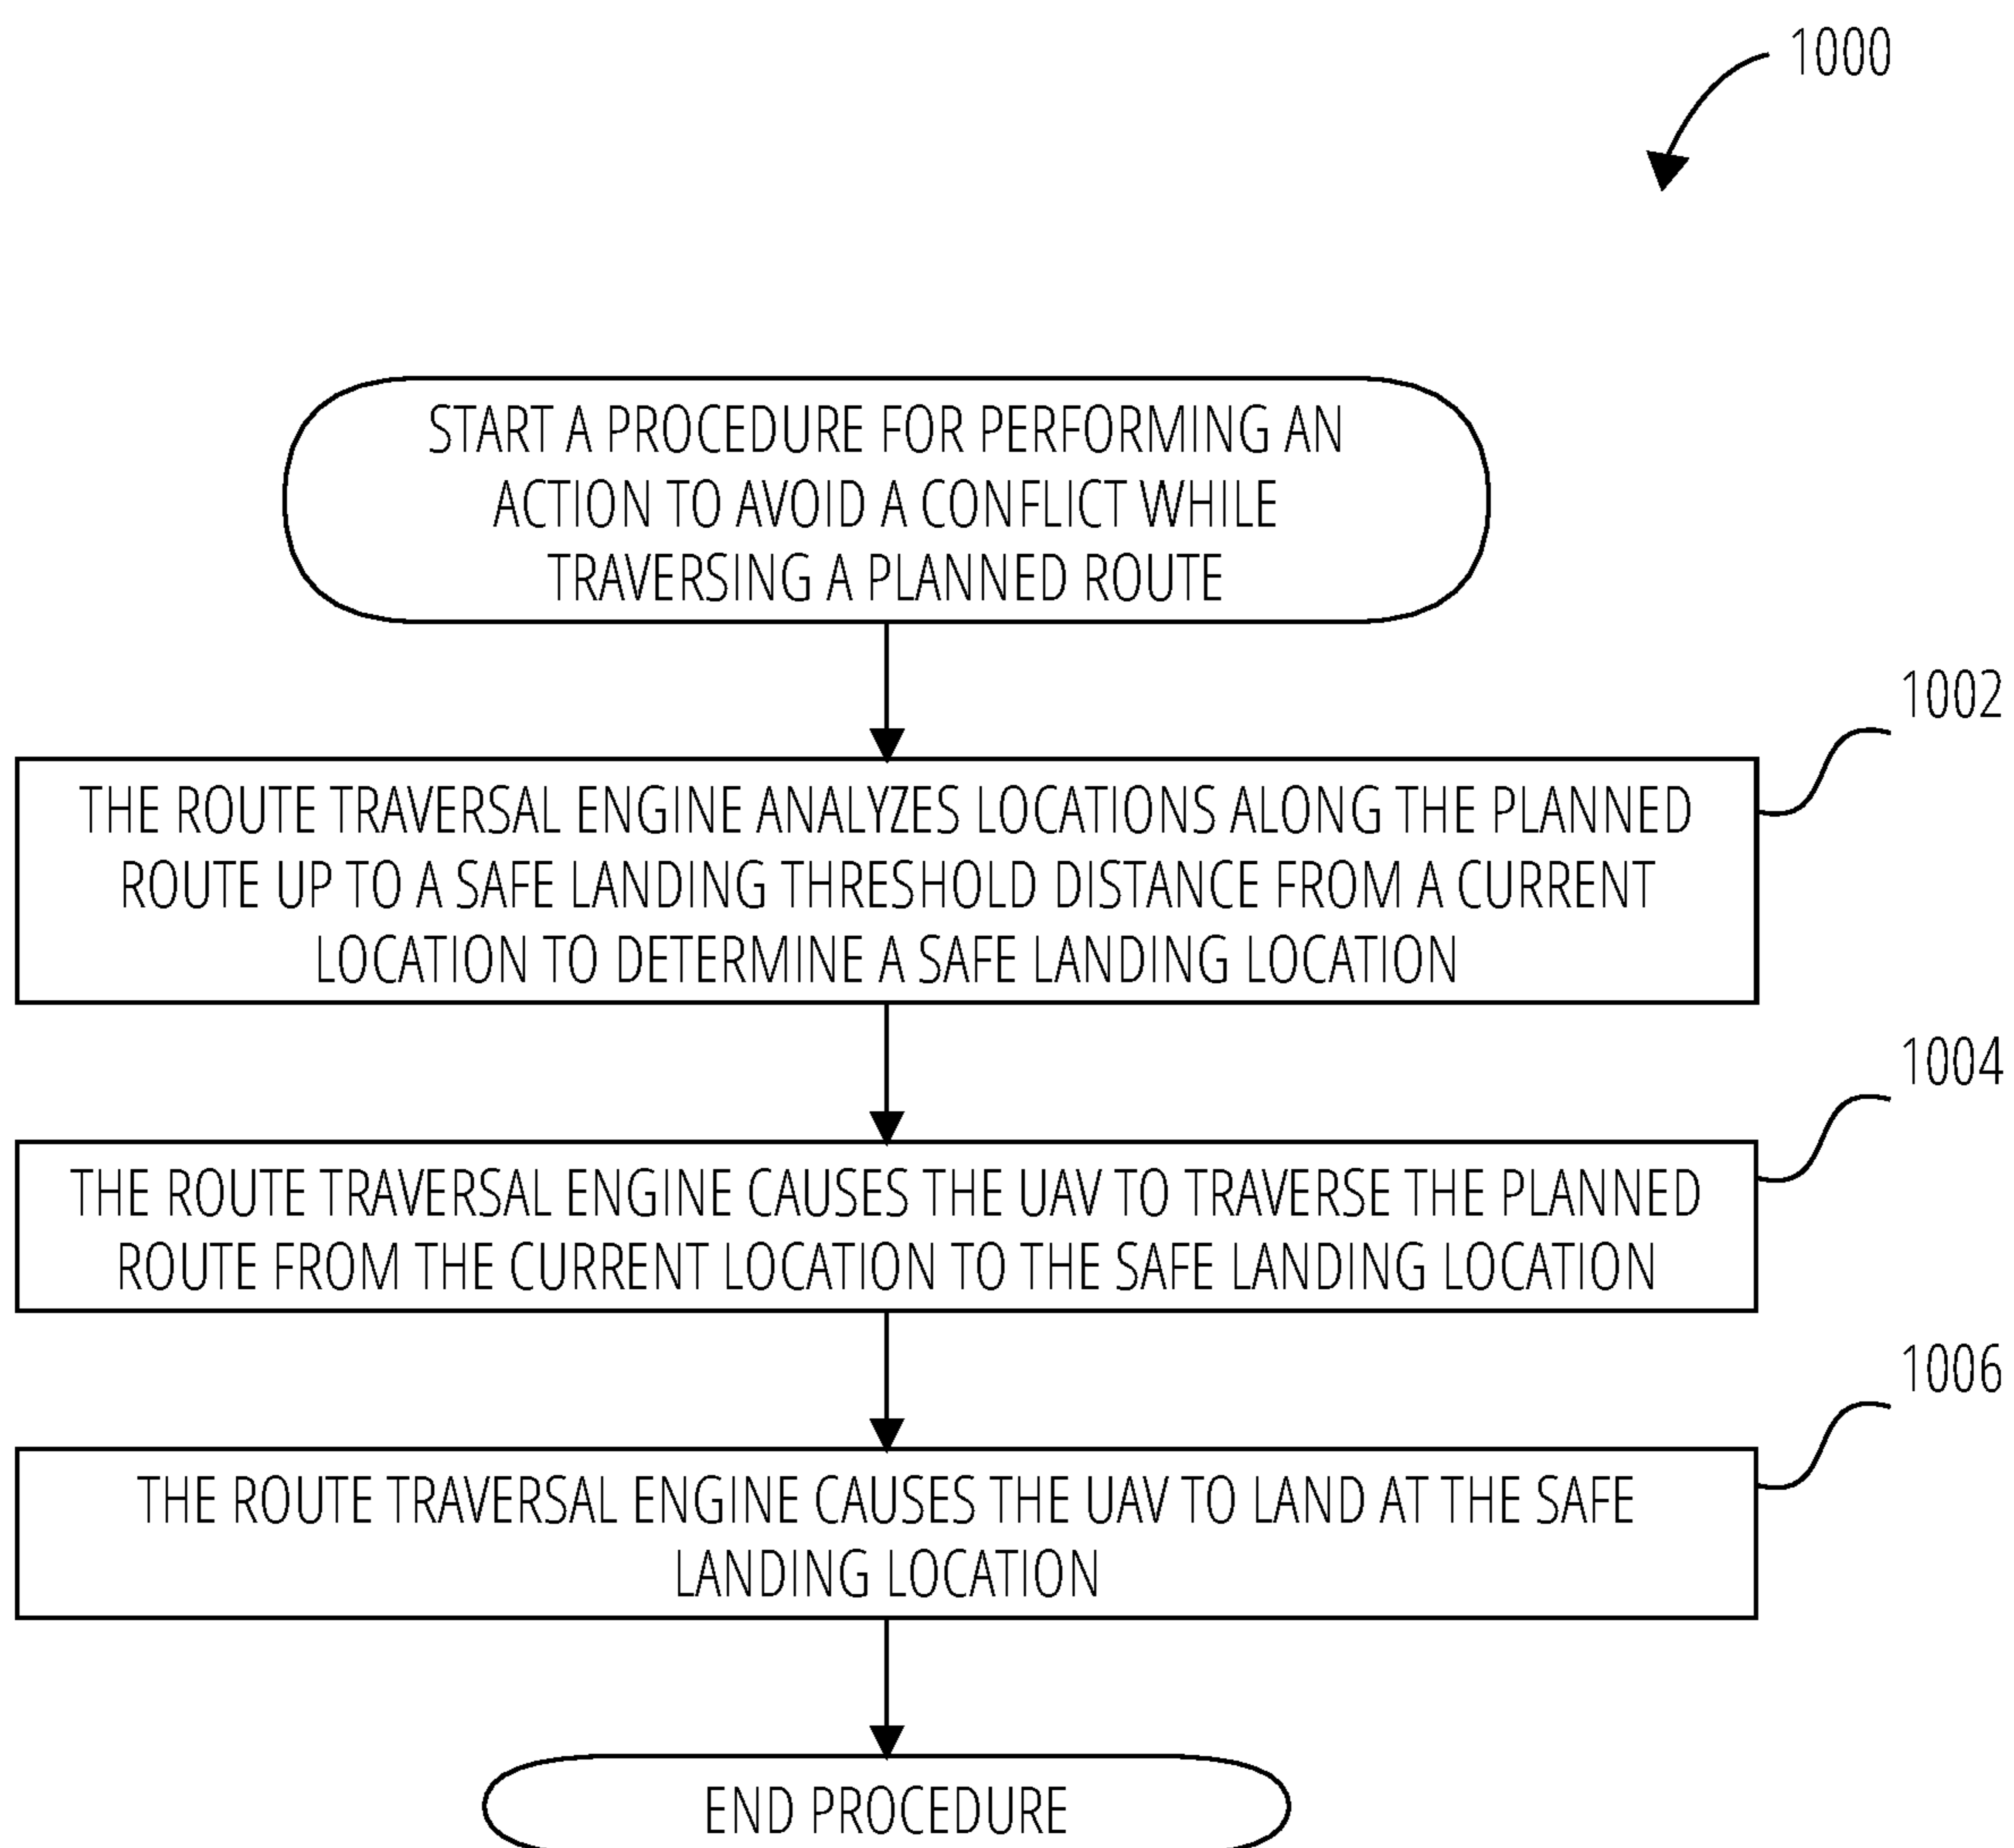 1000
START A PROCEDURE FOR PERFORMING AN
ACTION TO AVOID A CONFLICT WHILE
TRAVERSING A PLANNED ROUTE
1002
THE ROUTE TRAVERSAL ENGINE ANALYZES LOCATIONS ALONG THE PLANNED
ROUTE UP TO A SAFE LANDING THRESHOLD DISTANCE FROM A CURRENT
LOCATION TO DETERMINE A SAFE LANDING LOCATION
1004
THE ROUTE TRAVERSAL ENGINE CAUSES THE UAV TO TRAVERSE THE PLANNED
ROUTE FROM THE CURRENT LOCATION TO THE SAFE LANDING LOCATION
1006
THE ROUTE TRAVERSAL ENGINE CAUSES THE UAV TO LAND AT THE SAFE
LANDING LOCATION
END PROCEDURE